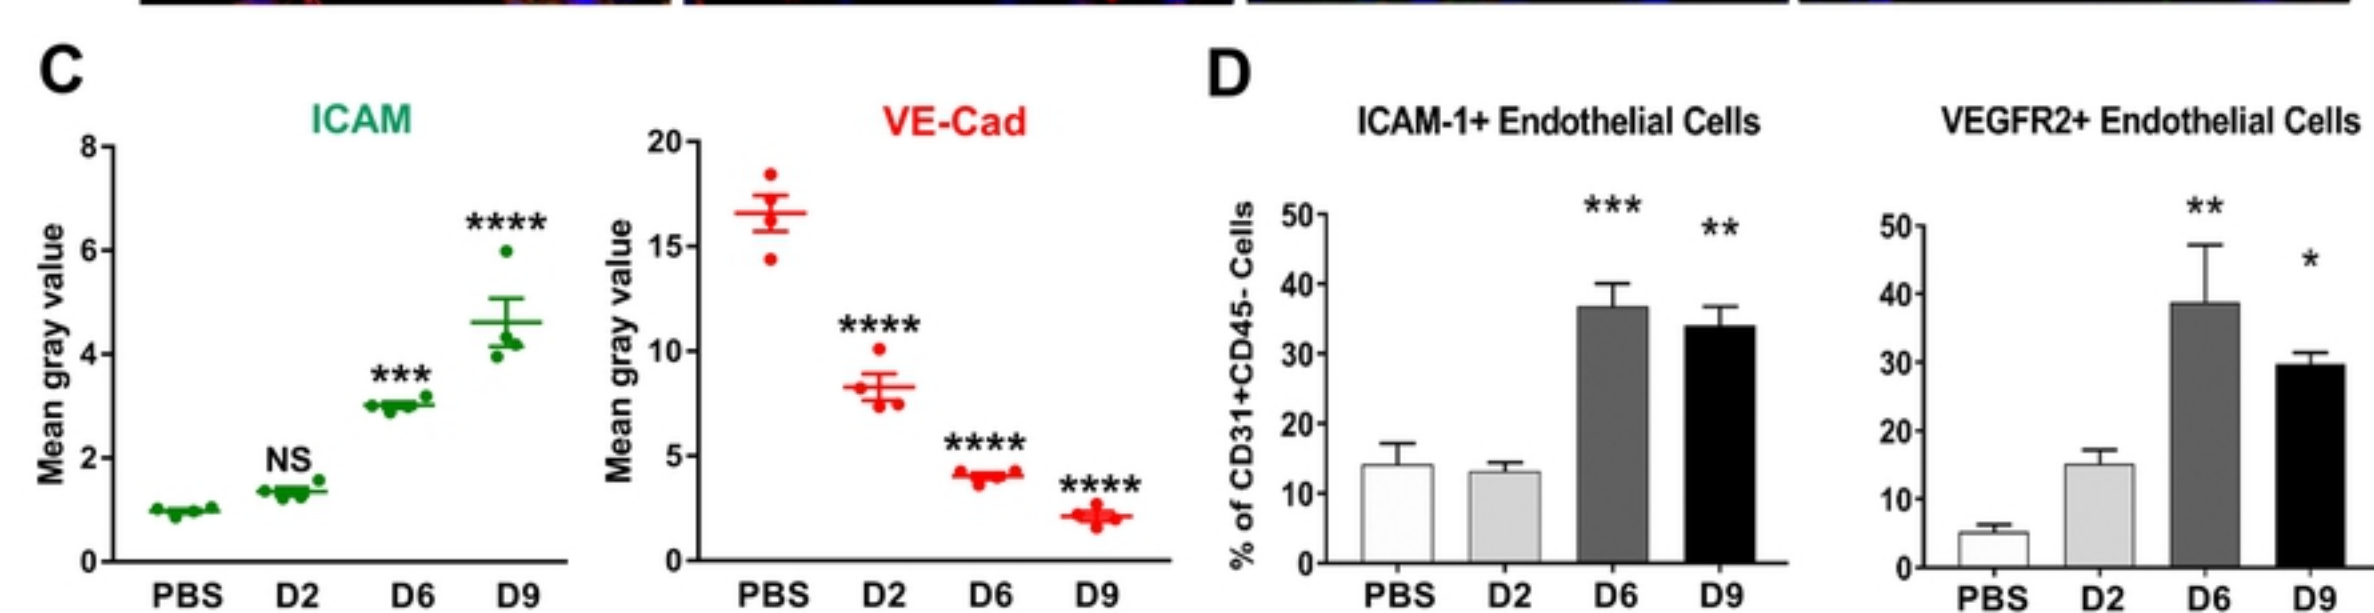 C
ICAM
Mean gray value
8
6
4
2
0
NS
***
****
PBS D2 D6 D9
VE-Cad
Mean gray value
20
15
10
5
0
****
****
****
PBS D2 D6 D9
D
ICAM-1+ Endothelial Cells
% of CD31+CD45- Cells
50
40
30
20
10
0
***
**
PBS D2 D6 D9
VEGFR2+ Endothelial Cells
50
40
30
20
10
0
**
*
PBS D2 D6 D9